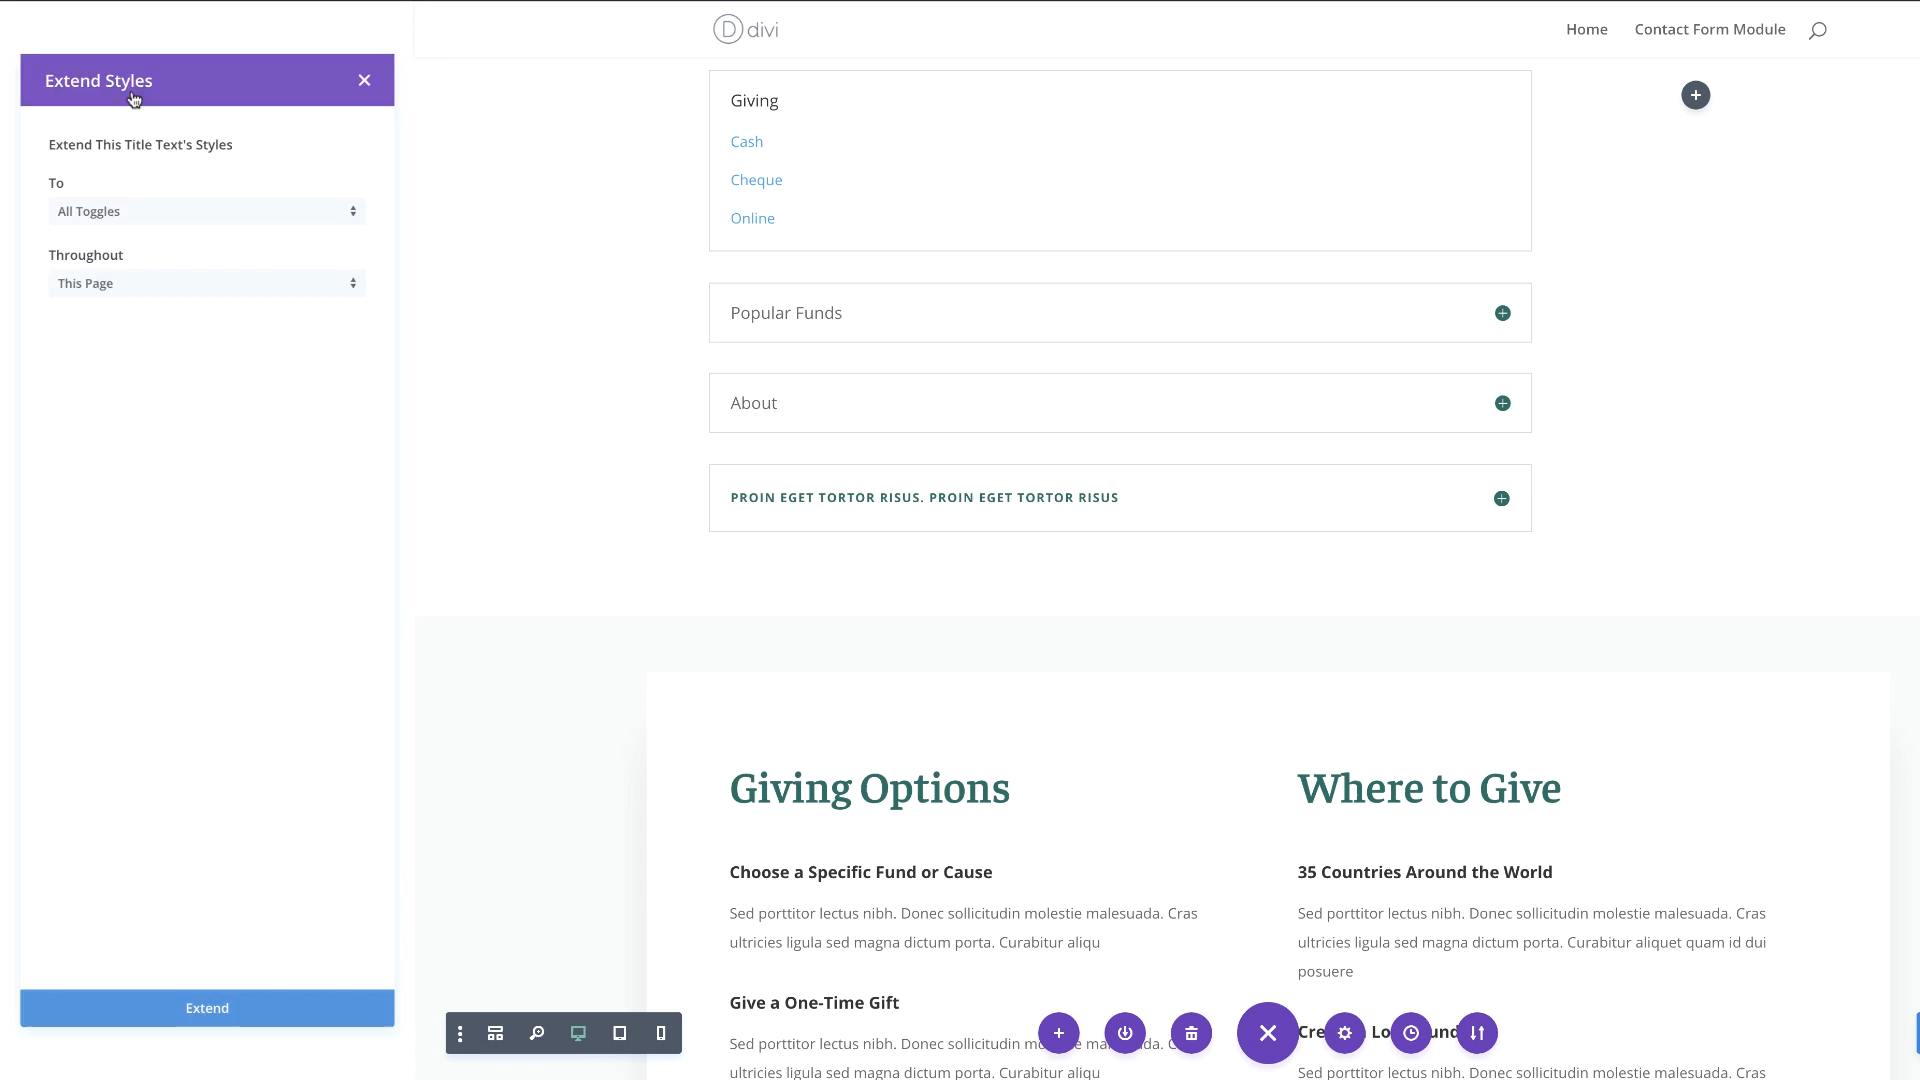 divi
Home
Contact Form Module
Extend Styles
Extend This Title Text's Styles
To
All Toggles
Throughout
This Page
Extend
Giving
Cash
Cheque
Online
Popular Funds
About
PROIN EGET TORTOR RISUS. PROIN EGET TORTOR RISUS
Giving Options
Choose a Specific Fund or Cause
Sed porttitor lectus nibh. Donec sollicitudin molestie malesuada. Cras
ultricies ligula sed magna dictum porta. Curabitur aliqu
Give a One-Time Gift
Sed porttitor lectus nibh. Donec sollicitudin
ultricies ligula sed magna dictum porta. Curabitur aliqu
Where to Give
35 Countries Around the World
Sed porttitor lectus nibh. Donec sollicitudin molestie malesuada. Cras
ultricies ligula sed magna dictum porta. Curabitur aliquet quam id dui
posuere
Sed porttitor lectus nibh. Donec sollicitudin molestie malesuada. Cras